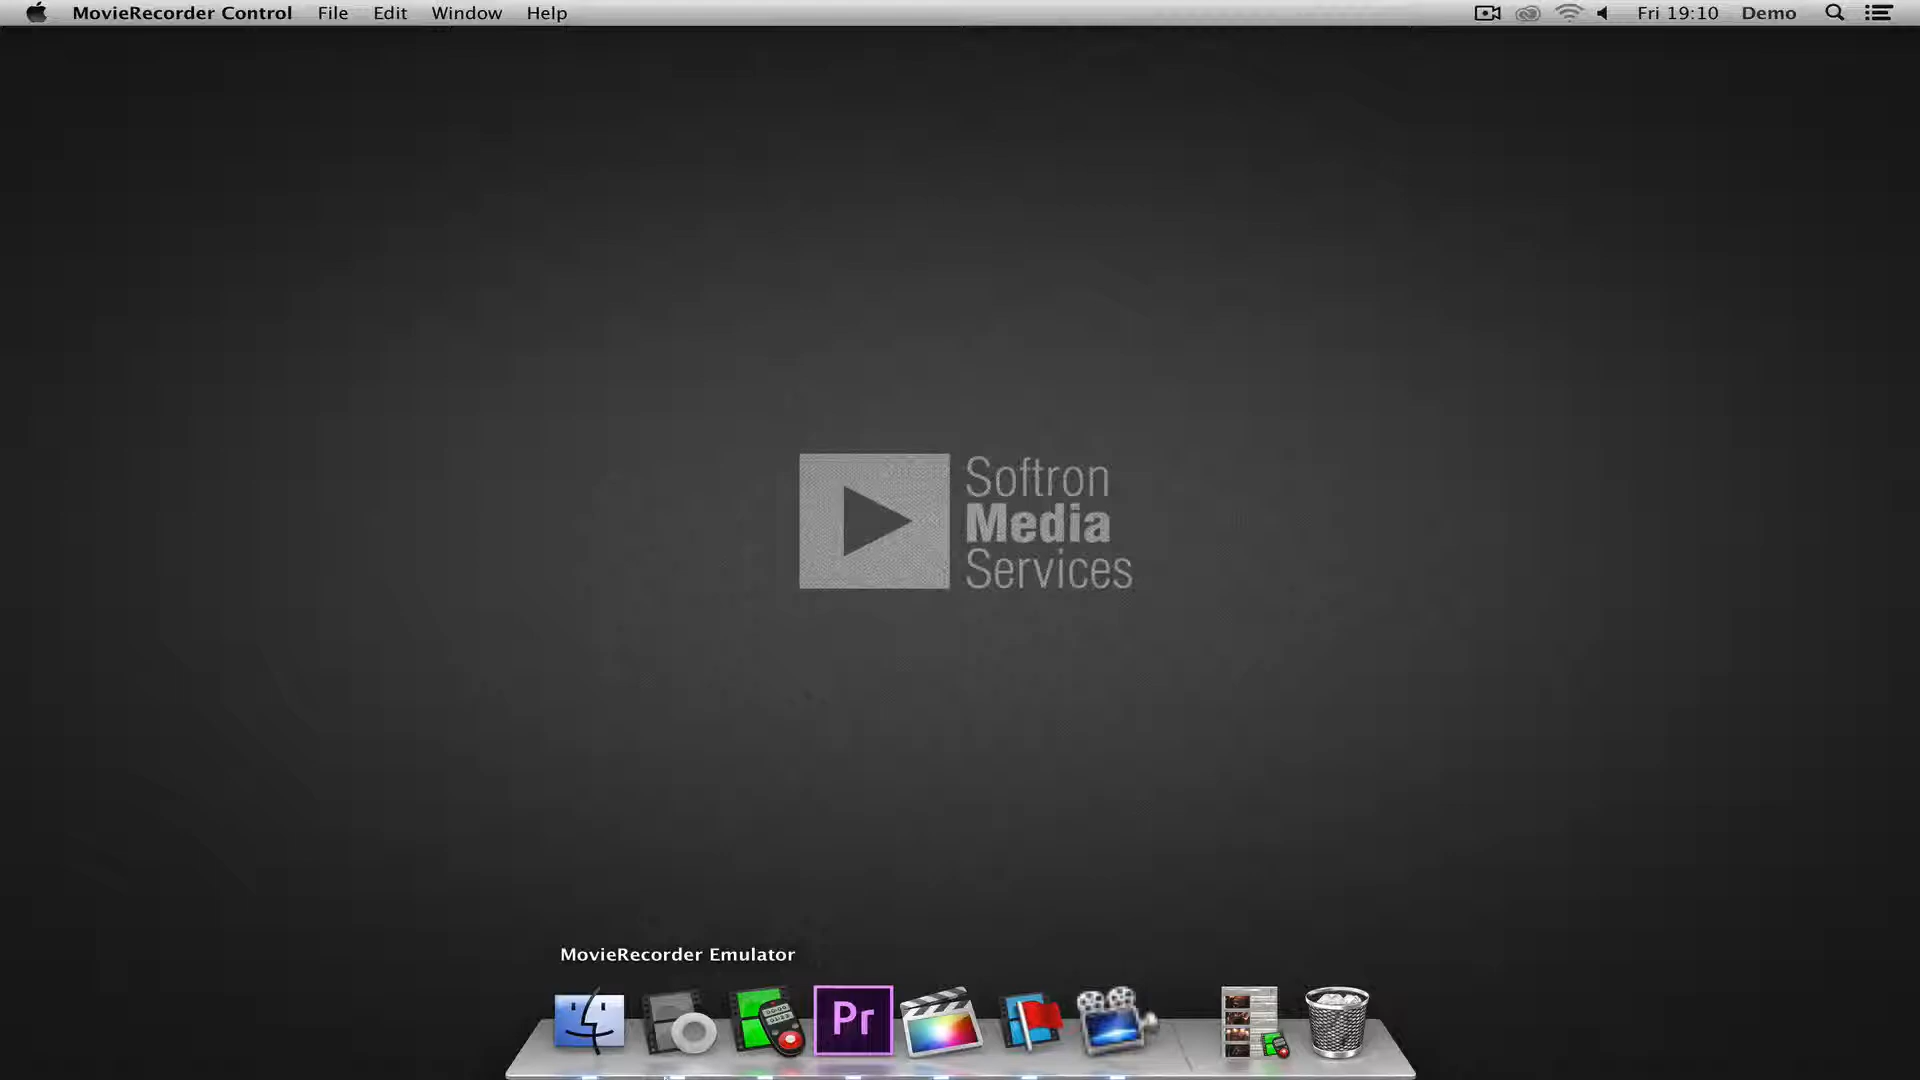 MovieRecorder Control File Edit Window Help Fri 19:10 Demo
Softron
Media
Services
MovieRecorder Emulator
Pr